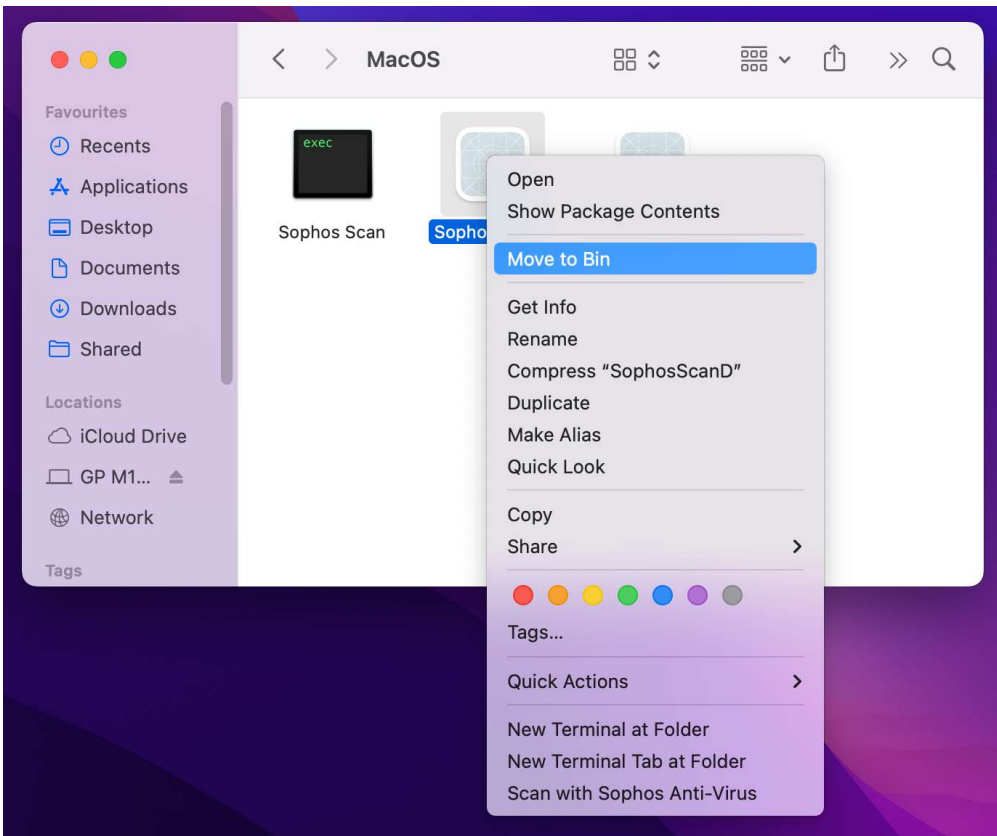 MacOS
Favourites
Recents
Applications
Desktop
Documents
Downloads
Shared
Locations
iCloud Drive
GP M1...
Network
Tags
exec
Sophos Scan
Sopho
Open
Show Package Contents
Move to Bin
Get Info
Rename
Compress “SophosScanD”
Duplicate
Make Alias
Quick Look
Copy
Share
Tags...
Quick Actions
New Terminal at Folder
New Terminal Tab at Folder
Scan with Sophos Anti-Virus